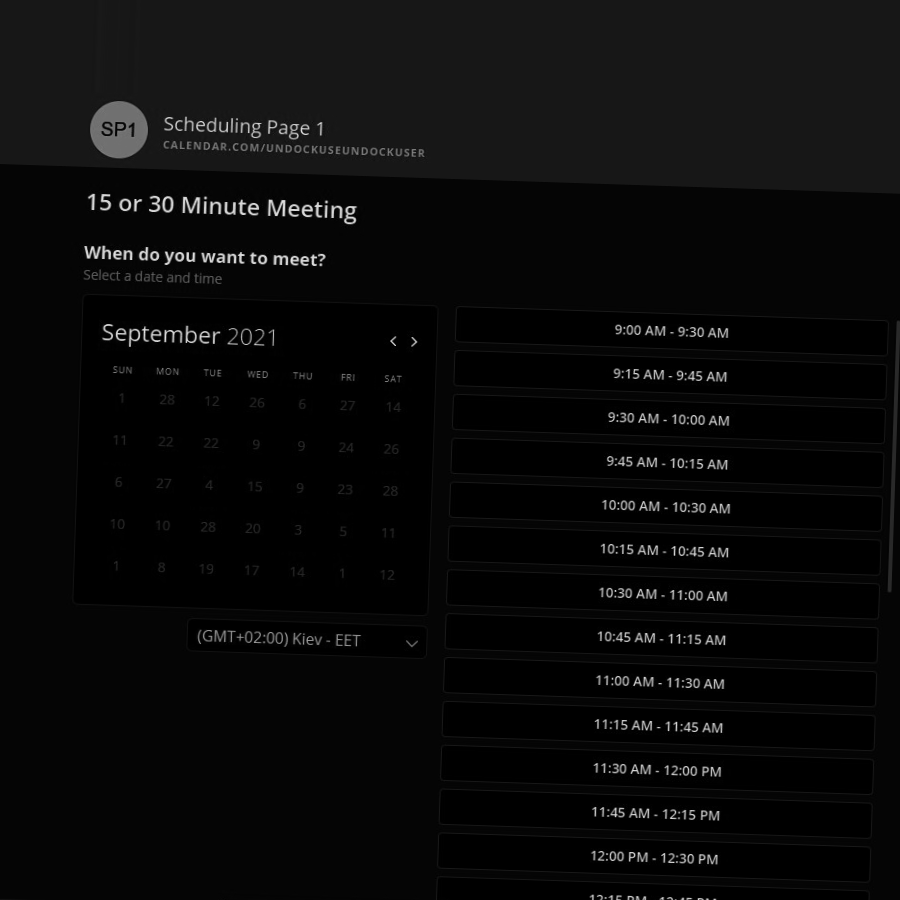 SP1
Scheduling Page 1
CALENDAR.COM/UNDOCKUSEUNDOCKUSER
15 or 30 Minute Meeting
When do you want to meet?
Select a date and time
September 2021
SUN MON TUE WED THU FRI SAT
1 28 12 26 6 27 14
11 22 22 9 9 24 26
6 27 4 15 9 23 28
10 10 28 20 3 5 11
1 8 19 17 14 1 12
(GMT+02:00) Kiev - EET
9:00 AM - 9:30 AM
9:15 AM - 9:45 AM
9:30 AM - 10:00 AM
9:45 AM - 10:15 AM
10:00 AM - 10:30 AM
10:15 AM - 10:45 AM
10:30 AM - 11:00 AM
10:45 AM - 11:15 AM
11:00 AM - 11:30 AM
11:15 AM - 11:45 AM
11:30 AM - 12:00 PM
11:45 AM - 12:15 PM
12:00 PM - 12:30 PM
12:15 PM - 12:45 PM